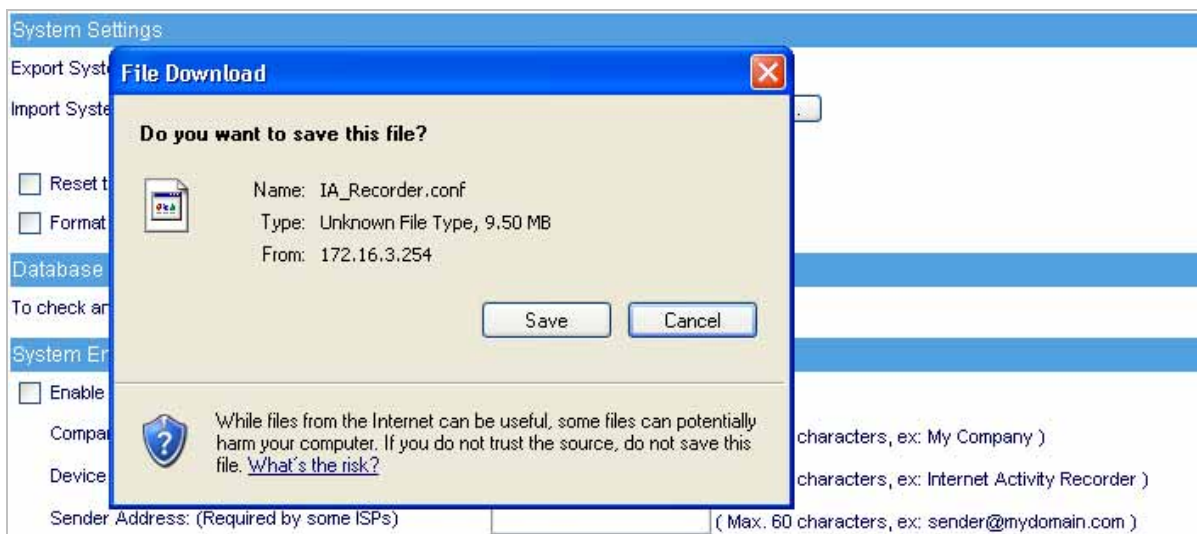 System Settings
Export Syst
File Download
Import Syste
Do you want to save this file?
Reset t
Name: IA_Recorder.conf
Format
Type: Unknown File Type, 9.50 MB
From: 172.16.3.254
Database
To check an
Save
Cancel
System Er
Enable
While files from the Internet can be useful, some files can potentially
harm your computer. If you do not trust the source, do not save this
file. What's the risk?
Compa
characters, ex: My Company )
Device
characters, ex: Internet Activity Recorder )
Sender Address: (Required by some ISPs)
( Max. 60 characters, ex: sender@mydomain.com )